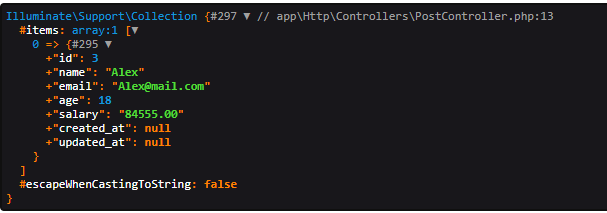 Illuminate\Support\Collection {#297 ▼ // app\Http\Controllers\PostController.php:13
#items: array:1 [▼
0 => {#295 ▼
+"id": 3
+"name": "Alex"
+"email": "Alex@mail.com"
+"age": 18
+"salary": "84555.00"
+"created_at": null
+"updated_at": null
}
]
#escapeWhenCastingToString: false
}